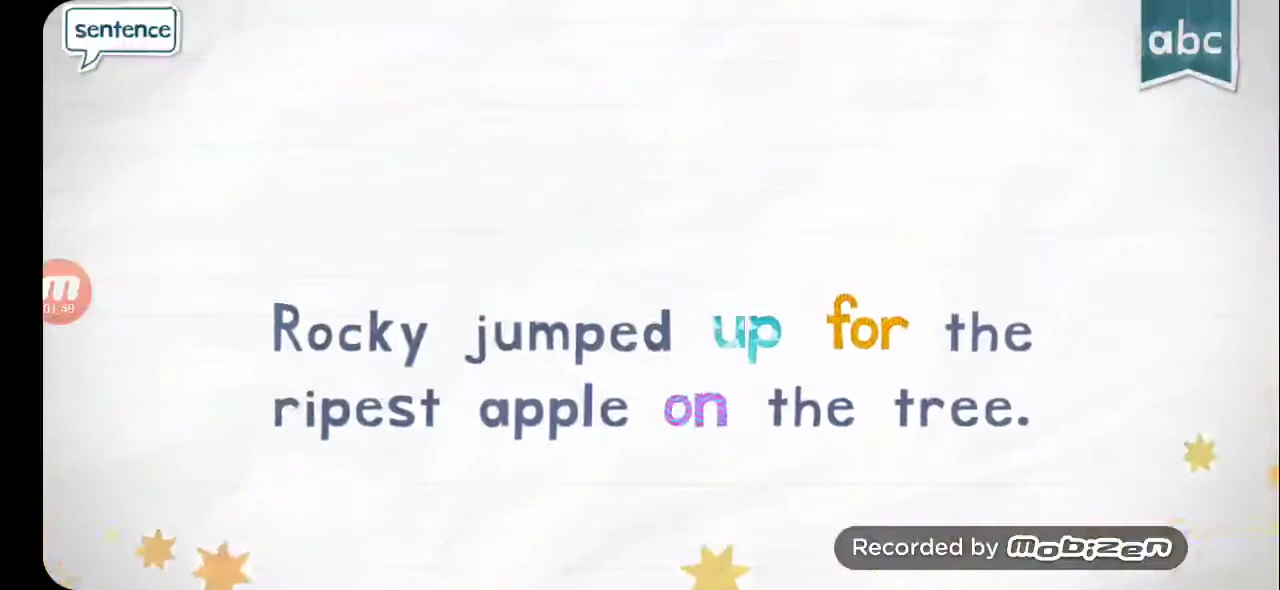 sentence
abc
Rocky jumped up for the
ripest apple on the tree.
Recorded by mobizen